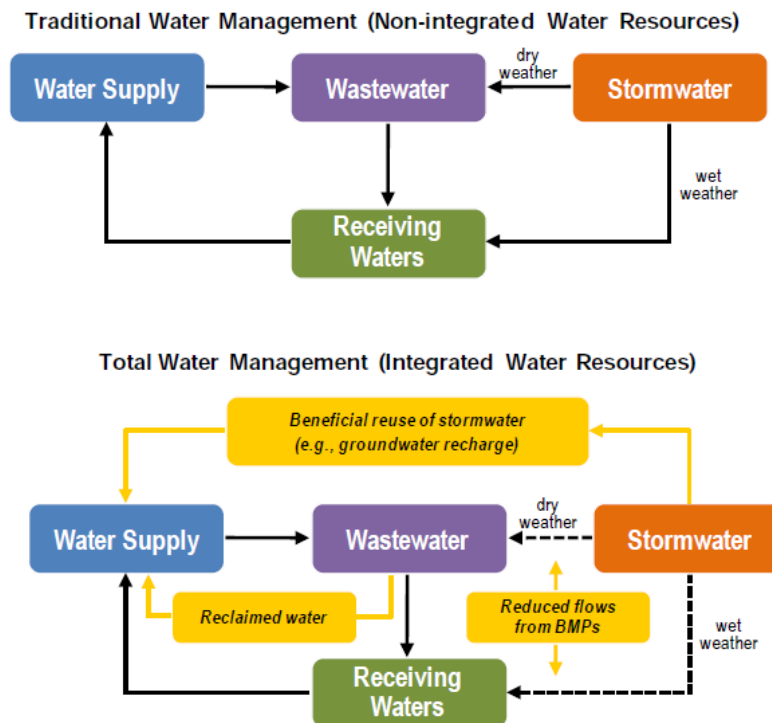 Traditional Water Management (Non-integrated Water Resources)
Water Supply
Wastewater
dry
weather
Stormwater
wet
weather
Receiving
Waters
Total Water Management (Integrated Water Resources)
Beneficial reuse of stormwater
(e.g., groundwater recharge)
Water Supply
Wastewater
dry
weather
Stormwater
Reclaimed water
Reduced flows
from BMPs
wet
weather
Receiving
Waters